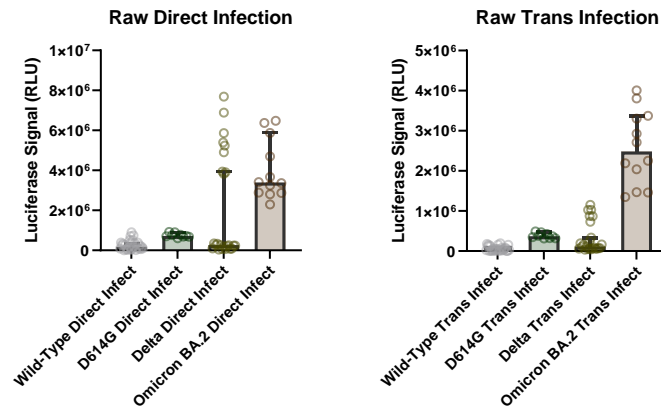 Raw Direct Infection
Luciferase Signal (RLU)
1×10⁷
8×10⁶
6×10⁶
4×10⁶
2×10⁶
0
Wild-Type Direct Infect
D614G Direct Infect
Delta Direct Infect
Omicron BA.2 Direct Infect
Raw Trans Infection
Luciferase Signal (RLU)
5×10⁶
4×10⁶
3×10⁶
2×10⁶
1×10⁶
0
Wild-Type Trans Infect
D614G Trans Infect
Delta Trans Infect
Omicron BA.2 Trans Infect